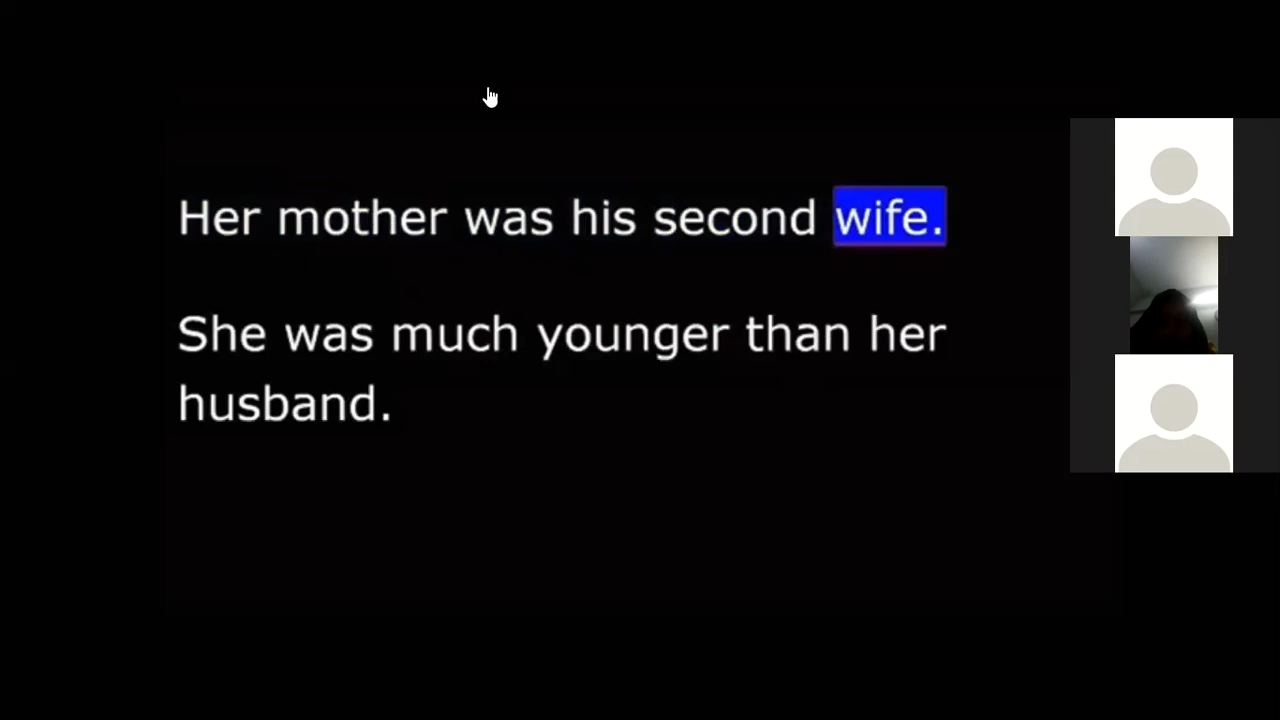 Her mother was his second wife.
She was much younger than her
husband.